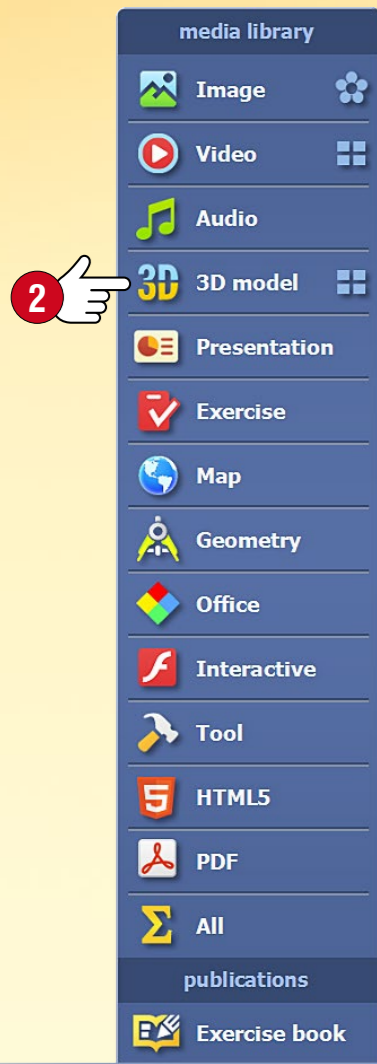 media library
Image
Video
Audio
2
3D 3D model
Presentation
Exercise
Map
Geometry
Office
Interactive
Tool
5 HTML5
PDF
Σ All
publications
Exercise book